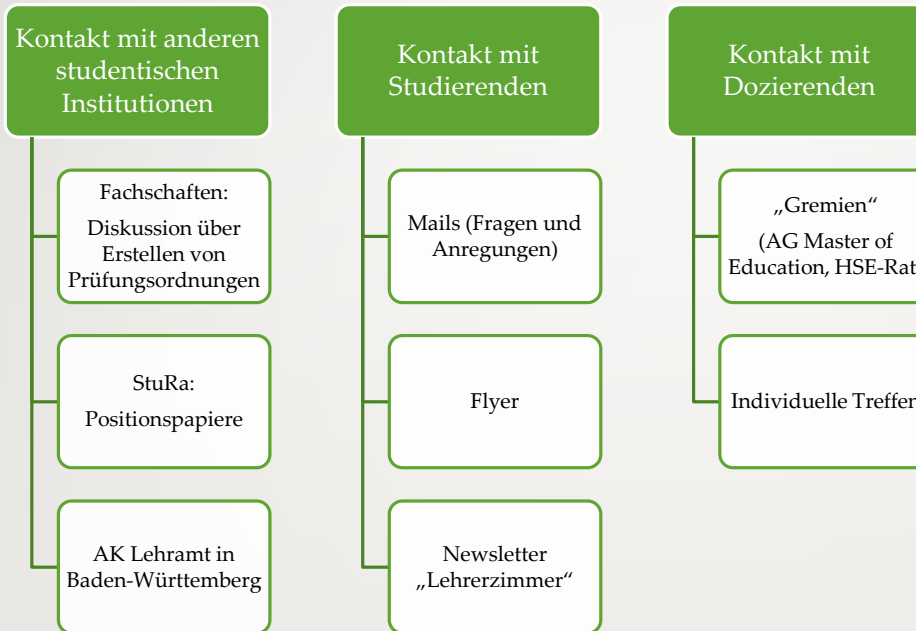 Kontakt mit anderen
studentischen
Institutionen
Fachschaften:
Diskussion über
Erstellen von
Prüfungsordnungen
StuRa:
Positionspapiere
AK Lehramt in
Baden-Württemberg
Kontakt mit
Studierenden
Mails (Fragen und
Anregungen)
Flyer
Newsletter
„Lehrerzimmer“
Kontakt mit
Dozierenden
„Gremien“
(AG Master of
Education, HSE-Rat
Individuelle Treffen